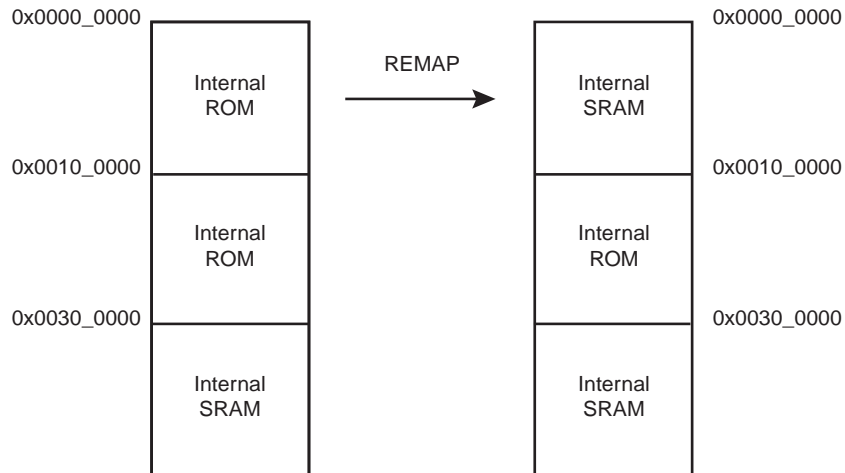 0x0000_0000
Internal
ROM
0x0010_0000
Internal
ROM
0x0030_0000
Internal
SRAM
REMAP
0x0000_0000
Internal
SRAM
0x0010_0000
Internal
ROM
0x0030_0000
Internal
SRAM